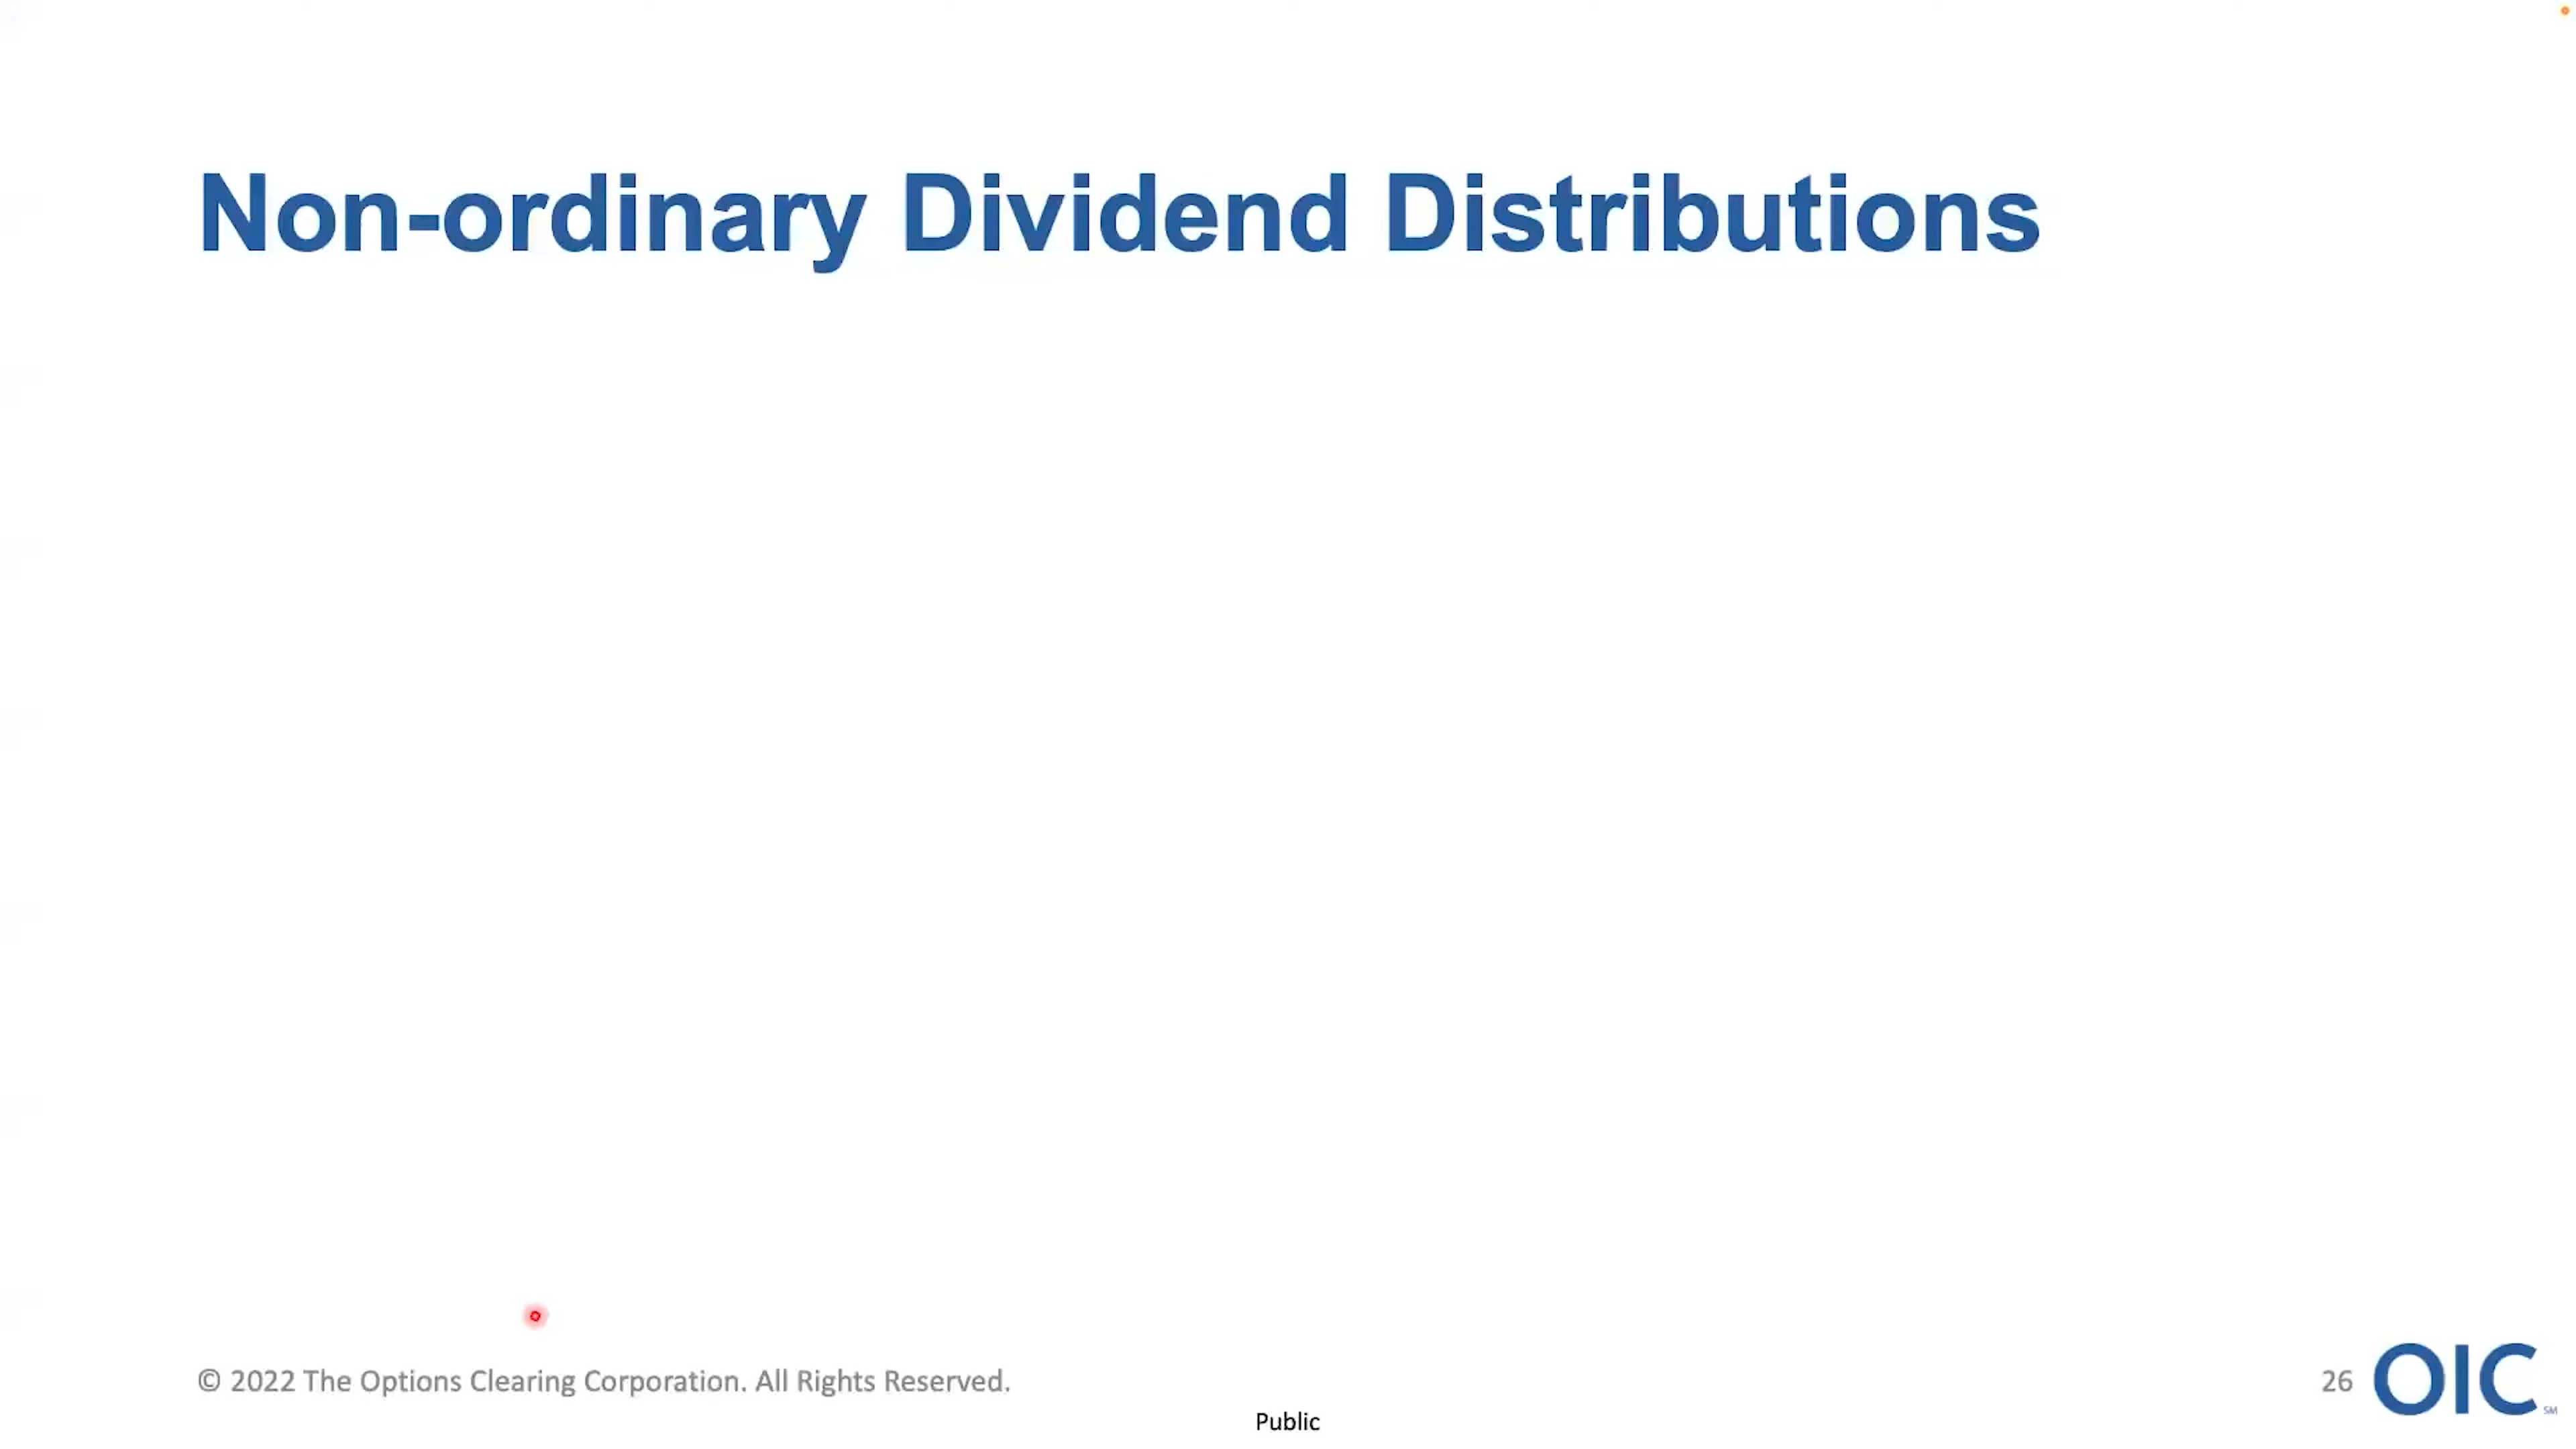 Non-ordinary Dividend Distributions
© 2022 The Options Clearing Corporation. All Rights Reserved.
26
OIC
SM
Public